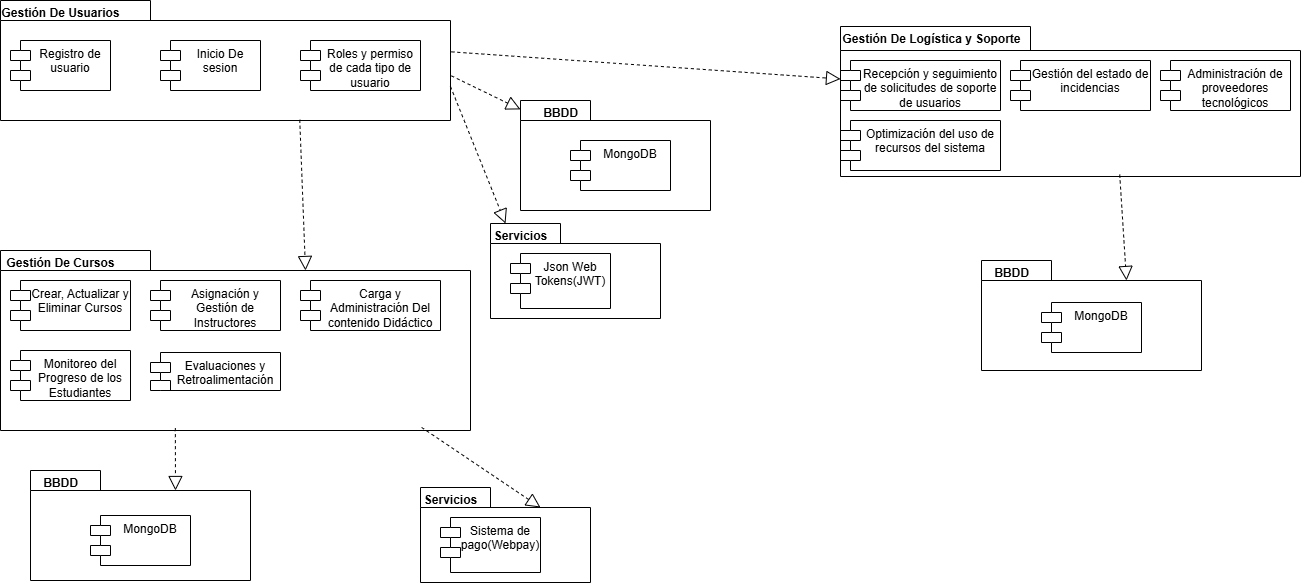 Gestión De Usuarios
Registro de
usuario
Inicio De
sesion
Roles y permiso
de cada tipo de
usuario
Gestión De Logística y Soporte
Recepción y seguimiento
de solicitudes de soporte
de usuarios
Gestión del estado de
incidencias
Administración de
proveedores
tecnológicos
Optimización del uso de
recursos del sistema
BBDD
MongoDB
Servicios
Json Web
Tokens(JWT)
Gestión De Cursos
Crear, Actualizar y
Eliminar Cursos
Asignación y
Gestión de
Instructores
Carga y
Administración Del
contenido Didáctico
Monitoreo del
Progreso de los
Estudiantes
Evaluaciones y
Retroalimentación
BBDD
MongoDB
BBDD
MongoDB
Servicios
Sistema de
pago(Webpay)